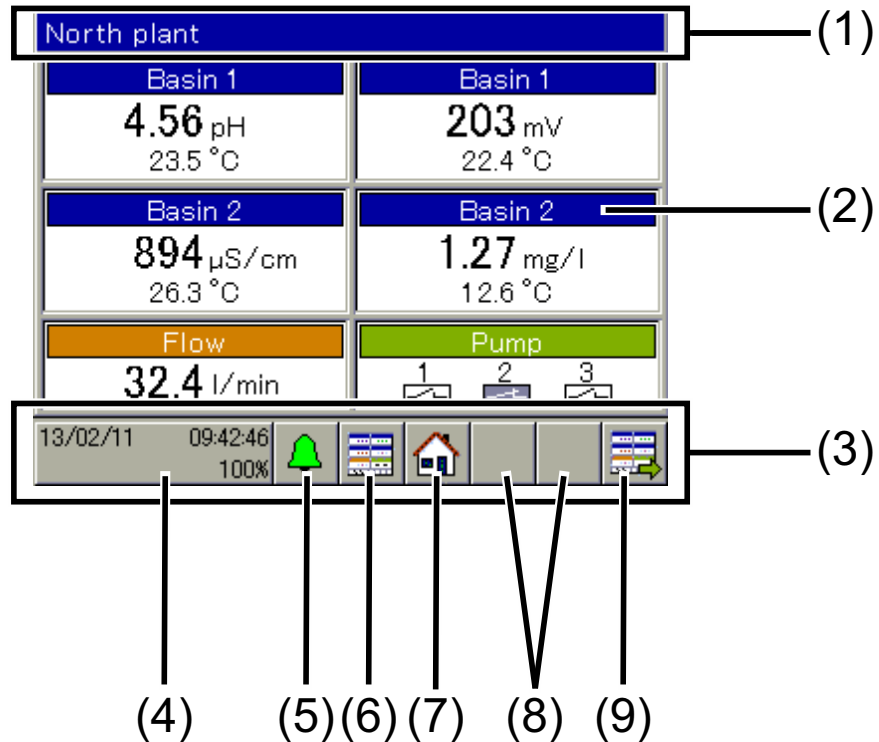 North plant
(1)
Basin 1
Basin 1
4.56 pH
203 mV
23.5 °C
22.4 °C
Basin 2
Basin 2
(2)
894 µS/cm
1.27 mg/l
26.3 °C
12.6 °C
Flow
Pump
32.4 l/min
1 2 3
13/02/11 09:42:46
100%
(3)
(4) (5) (6) (7) (8) (9)